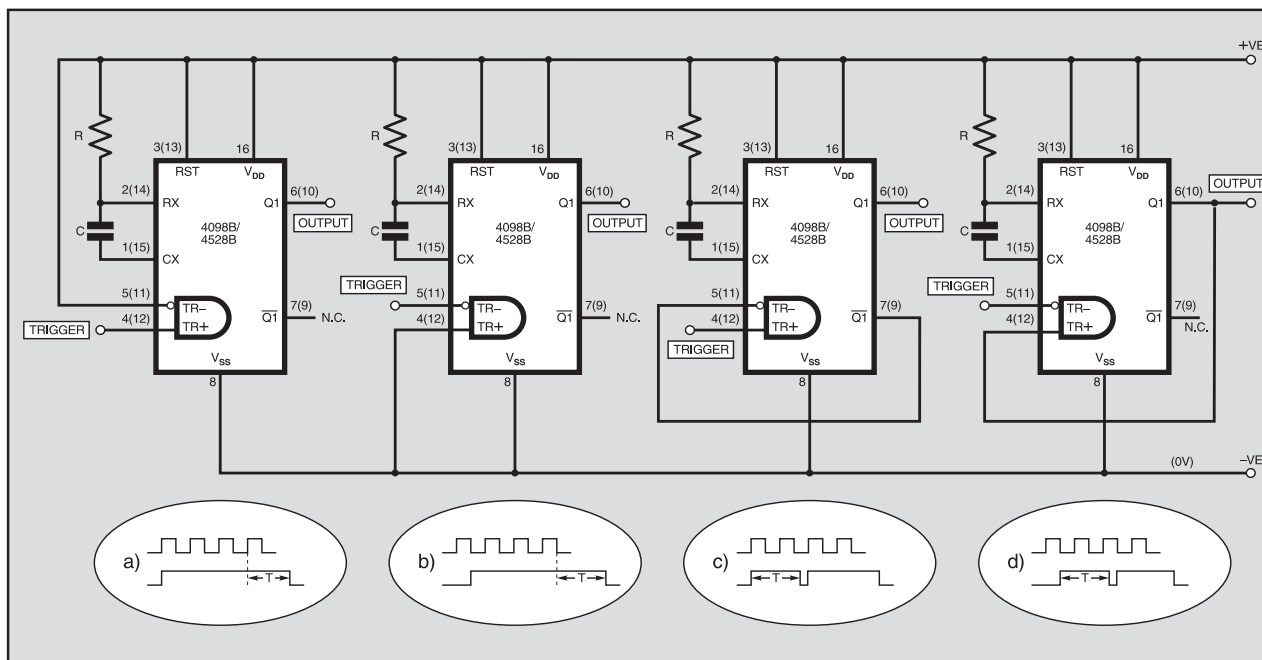 +VE
R
3(13)
16
RST
VDD
2(14)
RX
Q1
6(10)
OUTPUT
4098B/
4528B
C
1(15)
CX
5(11)
TR–
4(12)
TR+
TRIGGER
Q1
7(9)
N.C.
VSS
8
R
3(13)
16
RST
VDD
2(14)
RX
Q1
6(10)
OUTPUT
4098B/
4528B
C
1(15)
CX
TRIGGER
5(11)
TR–
4(12)
TR+
Q1
7(9)
N.C.
VSS
8
R
3(13)
16
RST
VDD
2(14)
RX
Q1
6(10)
OUTPUT
4098B/
4528B
C
1(15)
CX
5(11)
TR–
4(12)
TR+
TRIGGER
Q1
7(9)
VSS
8
R
3(13)
16
RST
VDD
2(14)
RX
Q1
6(10)
OUTPUT
4098B/
4528B
C
1(15)
CX
TRIGGER
5(11)
TR–
4(12)
TR+
Q1
7(9)
N.C.
VSS
8
(0V)
–VE
a)
T
b)
T
c)
T
d)
T